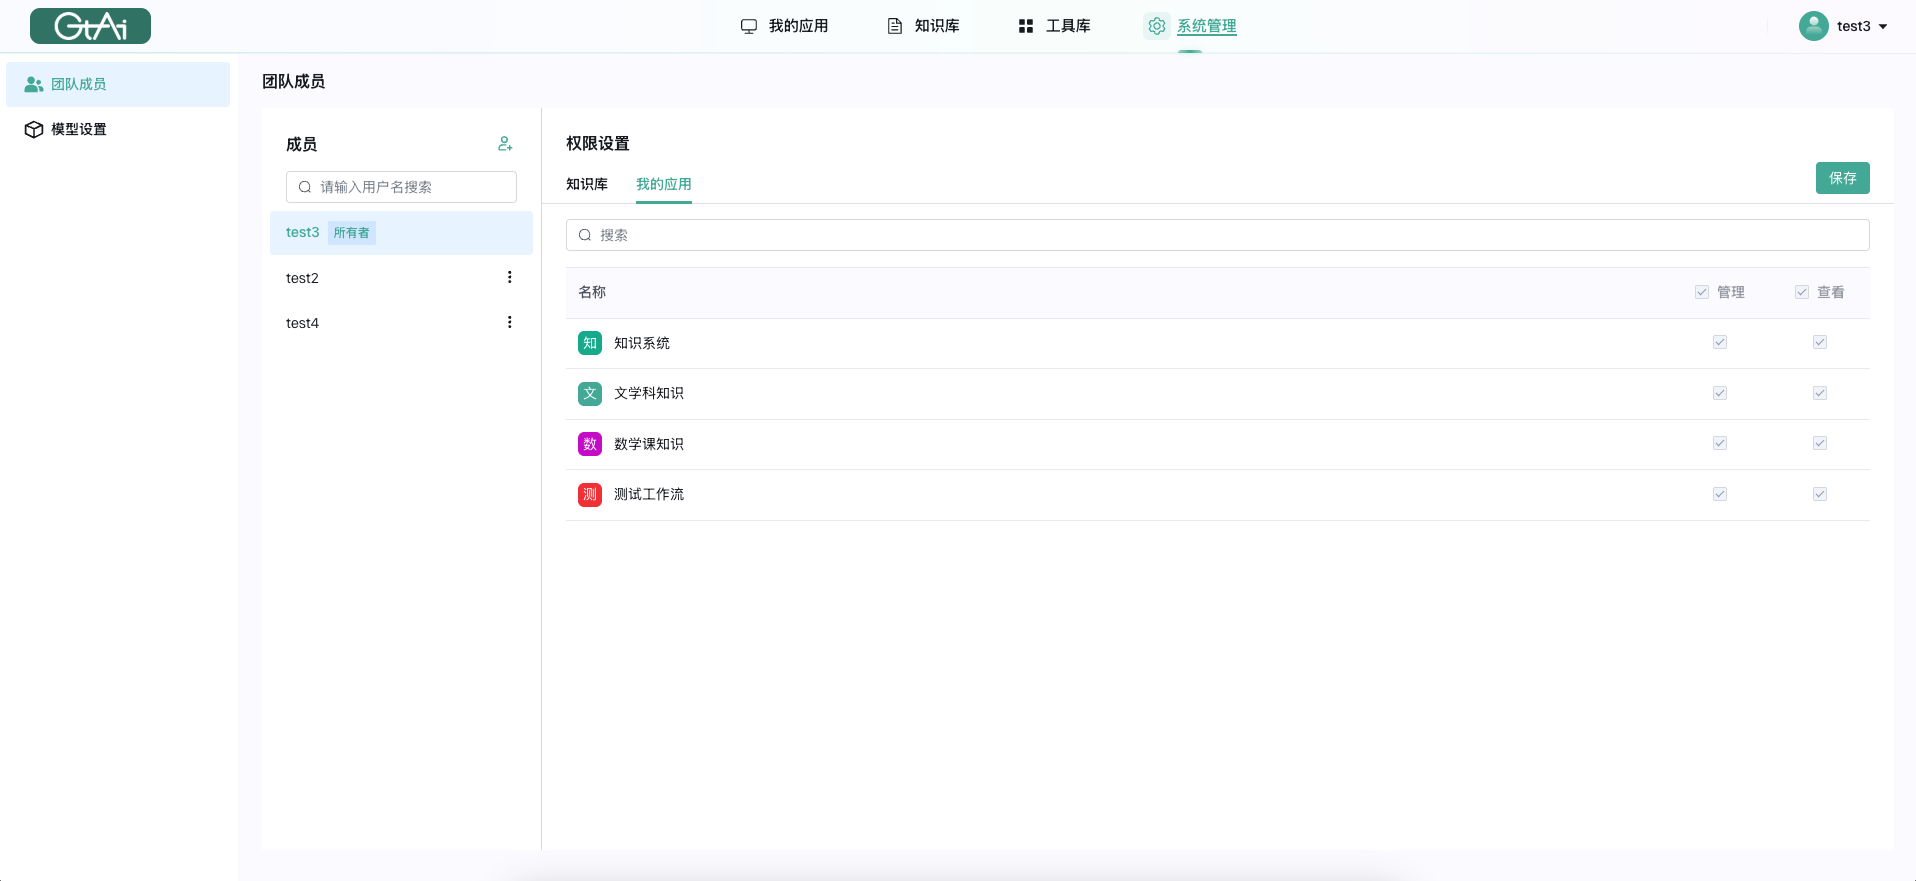 GtAi
我的应用
知识库
工具库
系统管理
test3
团队成员
模型设置
团队成员
成员
请输入用户名搜索
test3 所有者
test2
test4
权限设置
知识库 我的应用
保存
搜索
名称 管理 查看
知 知识系统
文 文学科知识
数 数学课知识
测 测试工作流